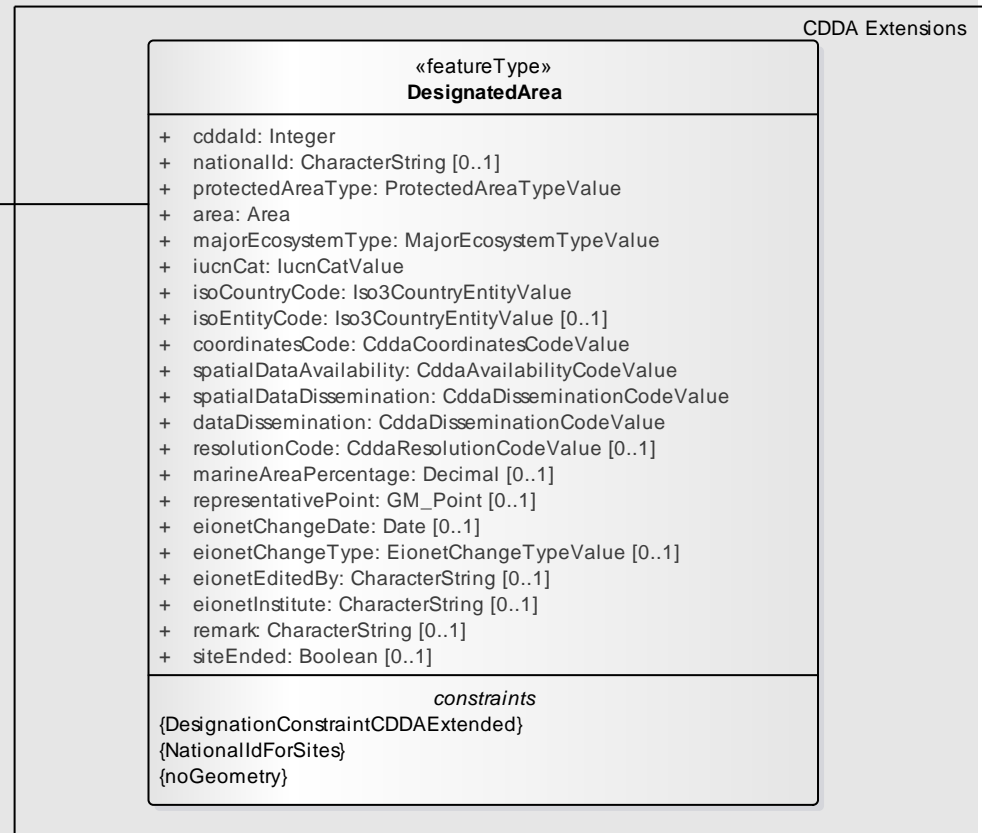 CDDA Extensions
«featureType»
DesignatedArea
+ cddaId: Integer
+ nationalId: CharacterString [0..1]
+ protectedAreaType: ProtectedAreaTypeValue
+ area: Area
+ majorEcosystemType: MajorEcosystemTypeValue
+ iucnCat: IucnCatValue
+ isoCountryCode: Iso3CountryEntityValue
+ isoEntityCode: Iso3CountryEntityValue [0..1]
+ coordinatesCode: CddaCoordinatesCodeValue
+ spatialDataAvailability: CddaAvailabilityCodeValue
+ spatialDataDissemination: CddaDisseminationCodeValue
+ dataDissemination: CddaDisseminationCodeValue
+ resolutionCode: CddaResolutionCodeValue [0..1]
+ marineAreaPercentage: Decimal [0..1]
+ representativePoint: GM_Point [0..1]
+ eionetChangeDate: Date [0..1]
+ eionetChangeType: EionetChangeTypeValue [0..1]
+ eionetEditedBy: CharacterString [0..1]
+ eionetInstitute: CharacterString [0..1]
+ remark: CharacterString [0..1]
+ siteEnded: Boolean [0..1]
constraints
{DesignationConstraintCDDAExtended}
{NationalIdForSites}
{noGeometry}